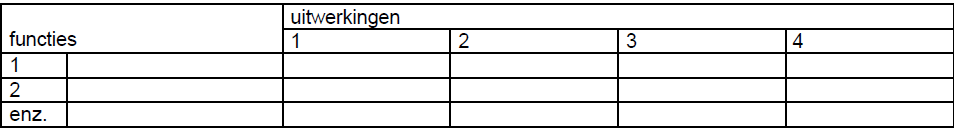 uitwerkingen
functies
1 2 3 4
1
2
enz.